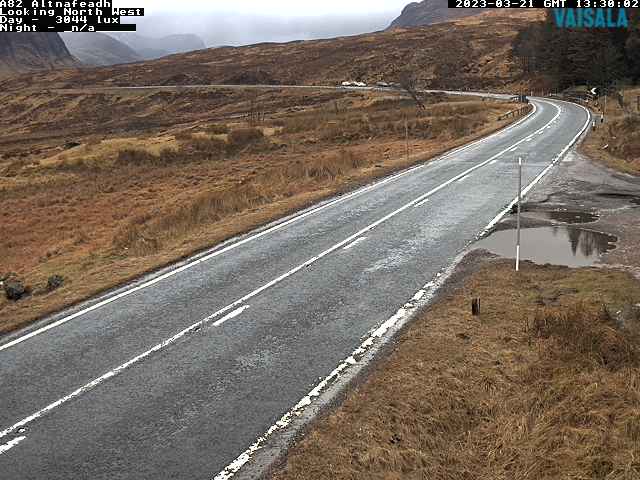 A82 Altnafeadh
2023-03-21 GMT 13:30:02
Looking North West
VAISALA
Day - 3044 lux
Night - n/a